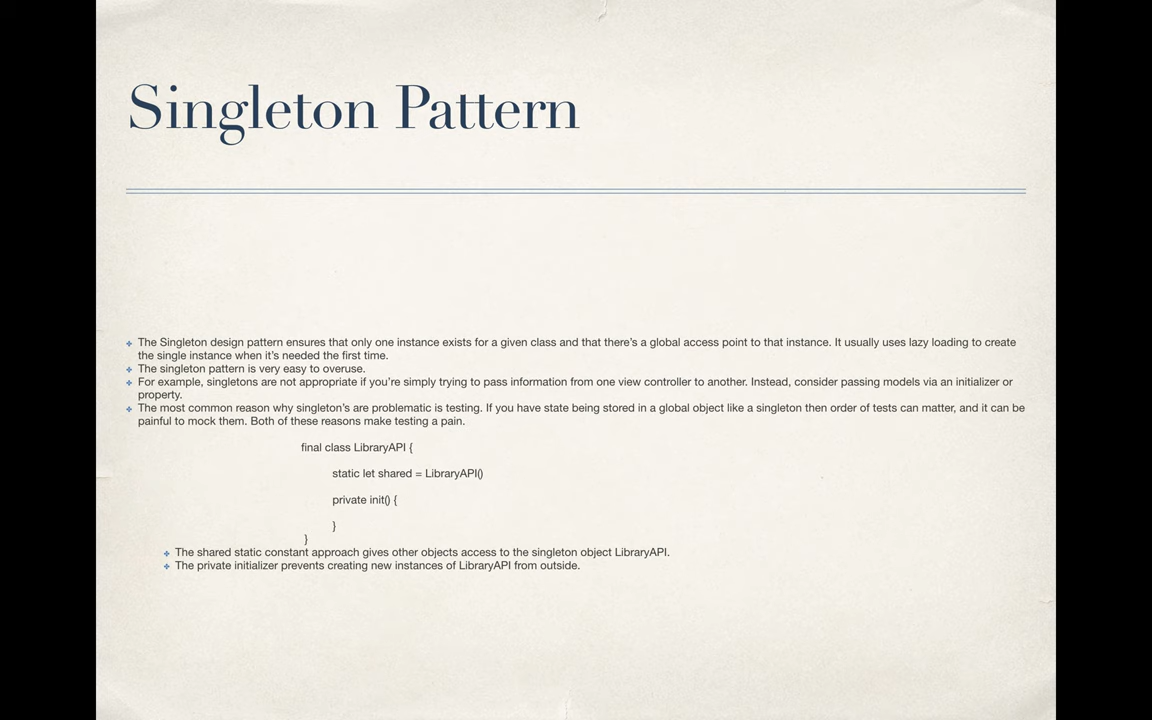 Singleton Pattern
The Singleton design pattern ensures that only one instance exists for a given class and that there's a global access point to that instance. It usually uses lazy loading to create
the single instance when it's needed the first time.
The singleton pattern is very easy to overuse.
For example, singletons are not appropriate if you're simply trying to pass information from one view controller to another. Instead, consider passing models via an initializer or
property.
The most common reason why singleton's are problematic is testing. If you have state being stored in a global object like a singleton then order of tests can matter, and it can be
painful to mock them. Both of these reasons make testing a pain.
final class LibraryAPI {
static let shared = LibraryAPI()
private init() {
}
}
The shared static constant approach gives other objects access to the singleton object LibraryAPI.
The private initializer prevents creating new instances of LibraryAPI from outside.